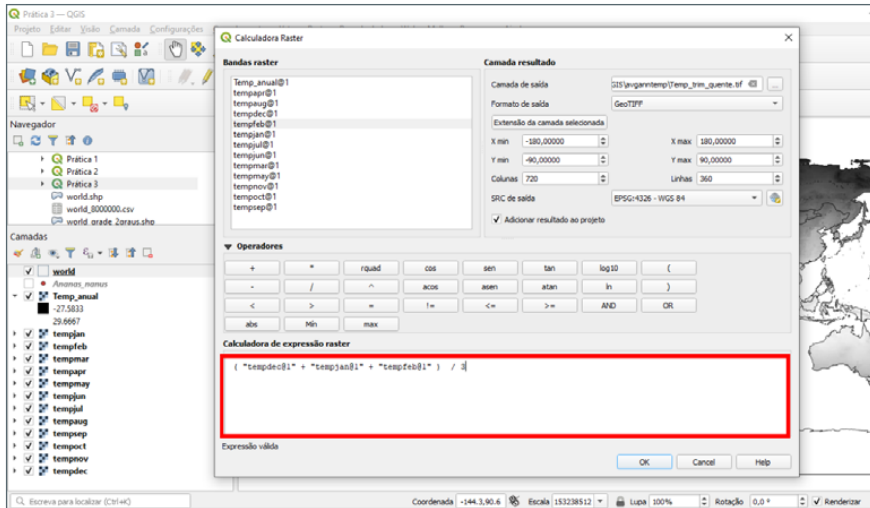 Prática 3 — QGIS
Projeto Editar Visão Camada Configurações
Navegador
Prática 1
Prática 2
Prática 3
world.shp
world_8000000.csv
world_grade_2graus.shp
Camadas
world
Ananas_nanus
Temp_anual
-27.5833
29.6667
tempjan
tempfeb
tempmar
tempapr
tempmay
tempjun
tempjul
tempaug
tempsep
tempoct
tempnov
tempdec
Calculadora Raster
Bandas raster
Temp_anual@1
tempapr@1
tempaug@1
tempdec@1
tempfeb@1
tempjan@1
tempjul@1
tempjun@1
tempmar@1
tempmay@1
tempnov@1
tempoct@1
tempsep@1
Camada resultado
Camada de saída GIS\avganntemp\Temp_trim_quente.tif ...
Formato de saída GeoTIFF
Extensão da camada selecionada
X min -180,00000 X max 180,00000
Y min -90,00000 Y max 90,00000
Colunas 720 Linhas 360
SRC de saída EPSG:4326 - WGS 84
Adicionar resultado ao projeto
Operadores
+ * rquad cos sen tan log10 (
- / ^ acos asen atan ln )
< > = != <= >= AND OR
abs Mín max
Calculadora de expressão raster
( "tempdec@1" + "tempjan@1" + "tempfeb@1" ) / 3
Expressão válida
OK Cancel Help
Escreva para localizar (Ctrl+K) Coordenada -144.3,90.6 Escala 153238512 Lupa 100% Rotação 0,0 ° Renderizar